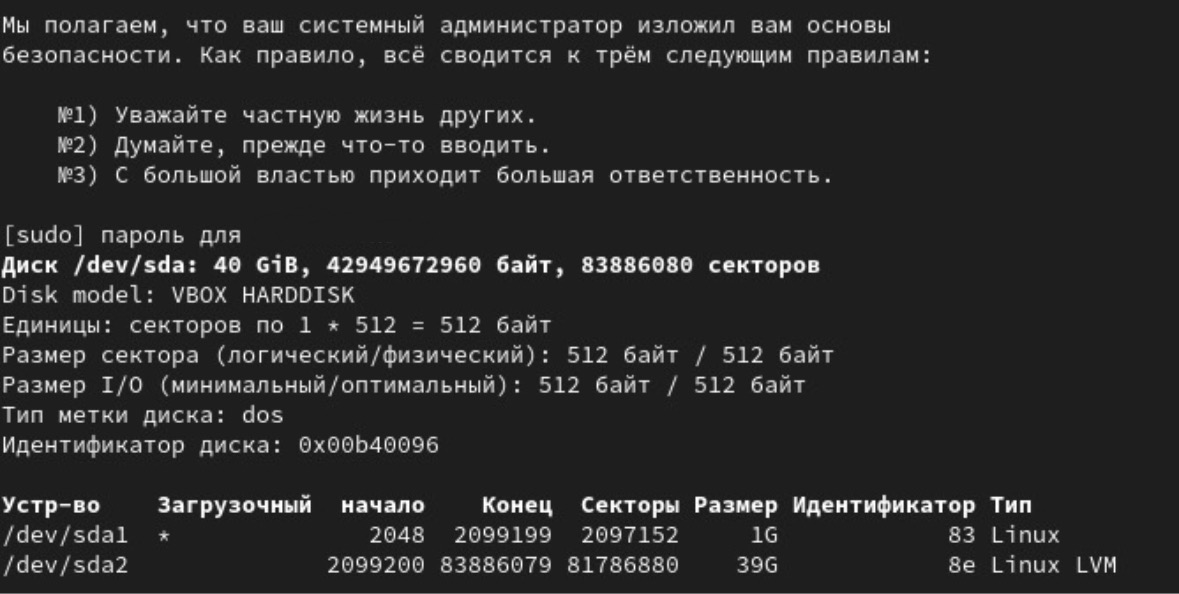 Мы полагаем, что ваш системный администратор изложил вам основы
безопасности. Как правило, всё сводится к трём следующим правилам:
№1) Уважайте частную жизнь других.
№2) Думайте, прежде что-то вводить.
№3) С большой властью приходит большая ответственность.
[sudo] пароль для
Диск /dev/sda: 40 GiB, 42949672960 байт, 83886080 секторов
Disk model: VBOX HARDDISK
Единицы: секторов по 1 * 512 = 512 байт
Размер сектора (логический/физический): 512 байт / 512 байт
Размер I/O (минимальный/оптимальный): 512 байт / 512 байт
Тип метки диска: dos
Идентификатор диска: 0x00b40096
Устр-во Загрузочный начало Конец Секторы Размер Идентификатор Тип
/dev/sda1 * 2048 2099199 2097152 1G 83 Linux
/dev/sda2 2099200 83886079 81786880 39G 8e Linux LVM